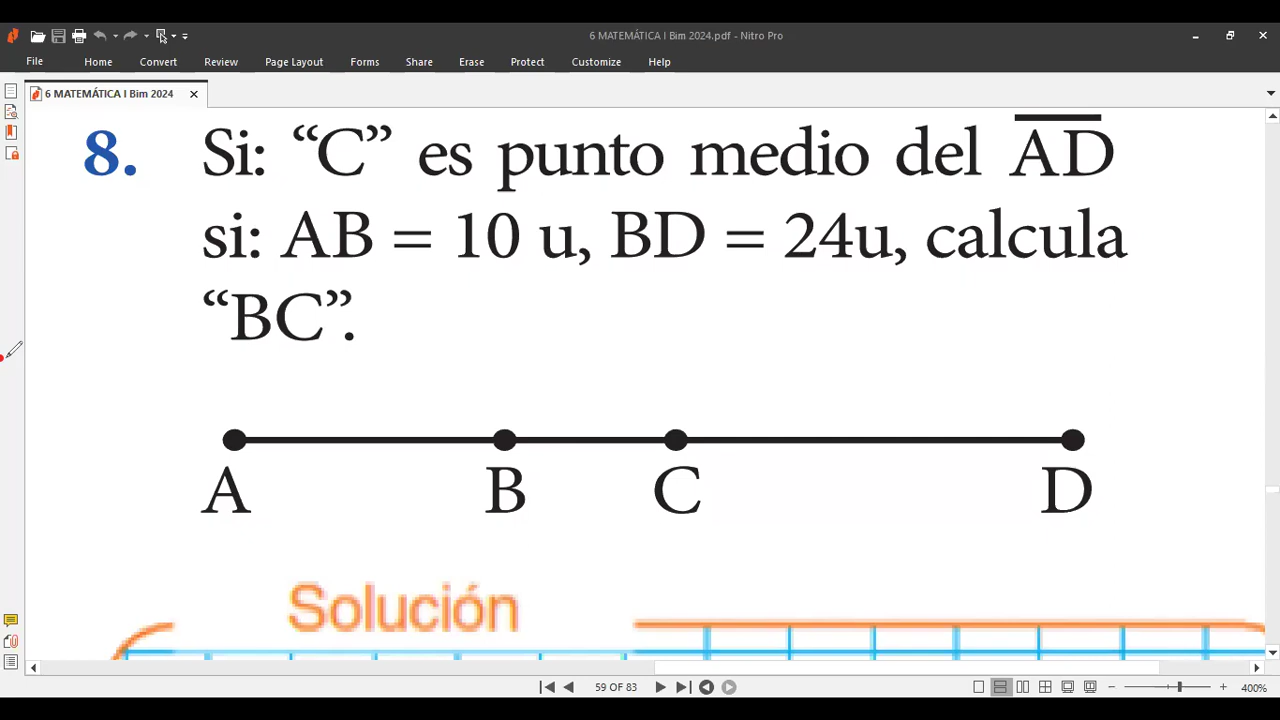 6 MATEMÁTICA I Bim 2024.pdf - Nitro Pro
File Home Convert Review Page Layout Forms Share Erase Protect Customize Help
6 MATEMÁTICA I Bim 2024
8. Si: “C” es punto medio del AD
si: AB = 10 u, BD = 24u, calcula
“BC”.
A B C D
Solución
59 OF 83
400%